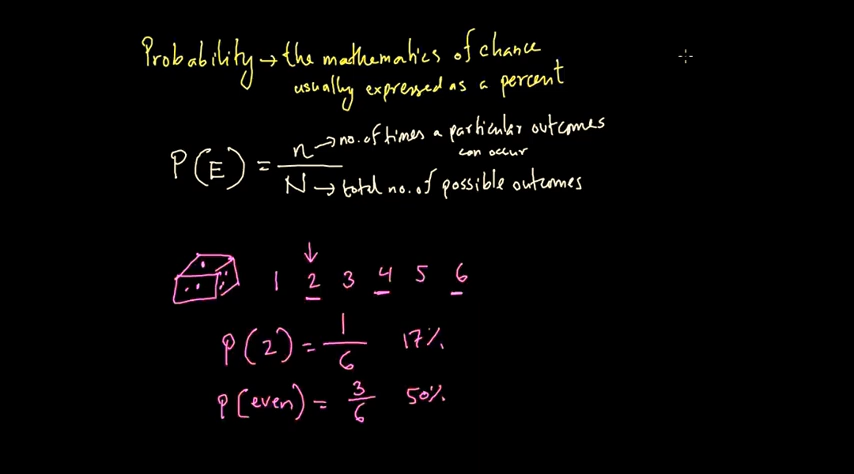 Probability → the mathematics of chance
usually expressed as a percent
P(E) = n/N
n → no. of times a particular outcomes
can occur
N → total no. of possible outcomes
1 2 3 4 5 6
P(2) = 1/6 17%
P(even) = 3/6 50%